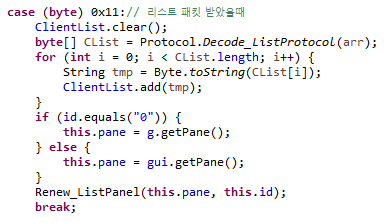 case (byte) 0x11:// 리스트 패킷 받았을때
ClientList.clear();
byte[] CList = Protocol.Decode_ListProtocol(arr);
for (int i = 0; i < CList.length; i++) {
String tmp = Byte.toString(CList[i]);
ClientList.add(tmp);
}
if (id.equals("0")) {
this.pane = g.getPane();
} else {
this.pane = gui.getPane();
}
Renew_ListPanel(this.pane, this.id);
break;